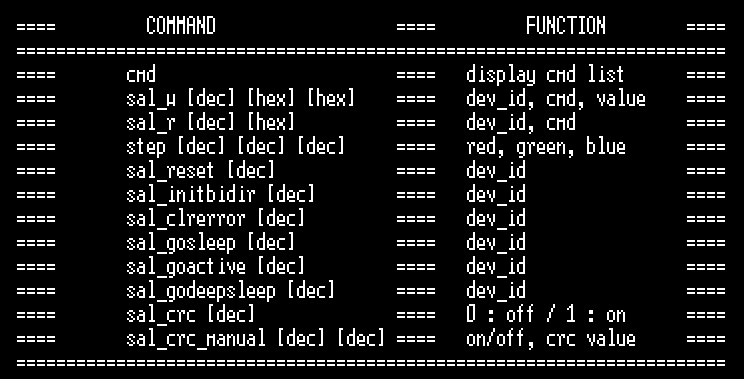 ====         COMMAND                  ====         FUNCTION        ====
=======================================================================
====       cmd                        ====   display cmd list      ====
====       sal_w [dec] [hex] [hex]    ====   dev_id, cmd, value    ====
====       sal_r [dec] [hex]          ====   dev_id, cmd           ====
====       step [dec] [dec] [dec]     ====   red, green, blue      ====
====       sal_reset [dec]            ====   dev_id                ====
====       sal_initbidir [dec]        ====   dev_id                ====
====       sal_clrerror [dec]         ====   dev_id                ====
====       sal_gosleep [dec]          ====   dev_id                ====
====       sal_goactive [dec]         ====   dev_id                ====
====       sal_godeepsleep [dec]      ====   dev_id                ====
====       sal_crc [dec]              ====   0 : off / 1 : on      ====
====       sal_crc_manual [dec] [dec] ====   on/off, crc value     ====
=======================================================================